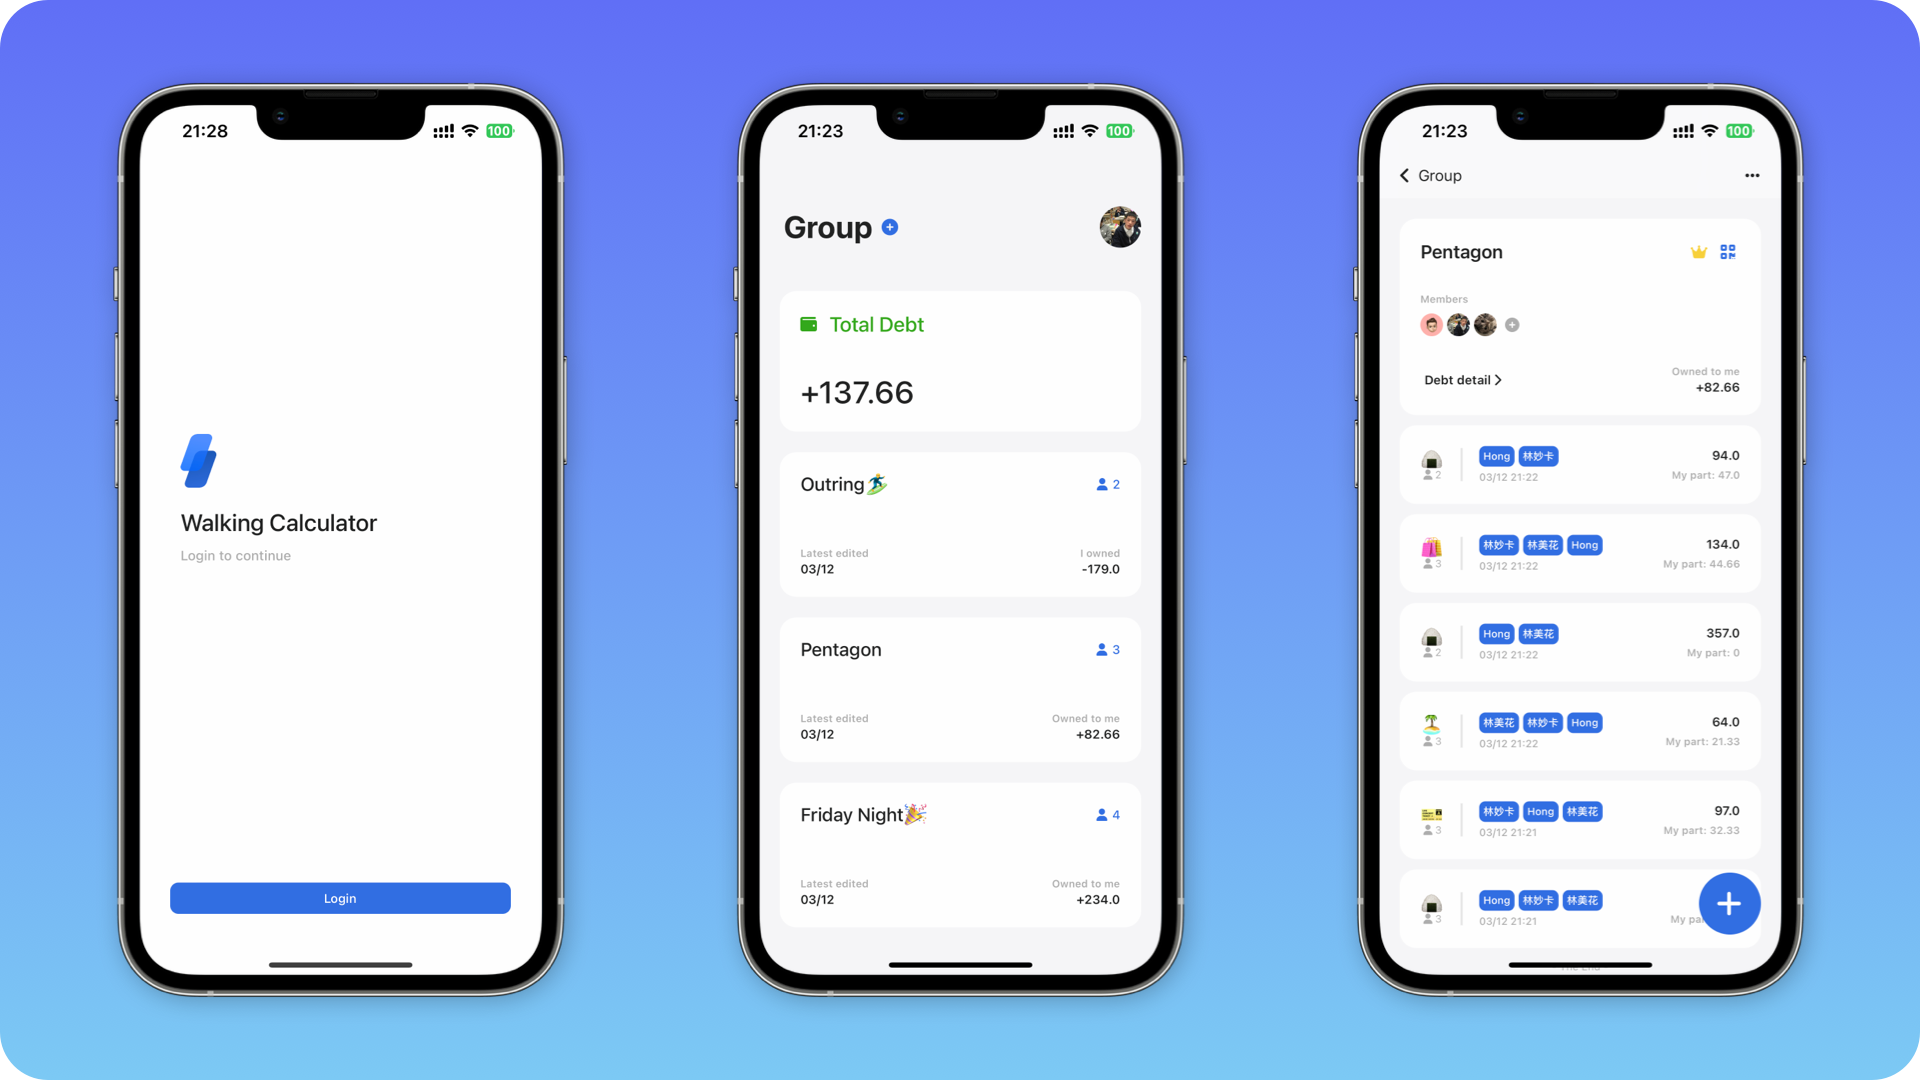 21:28
100
Walking Calculator
Login to continue
Login
21:23
100
Group
Total Debt
+137.66
Outring
2
Latest edited
I owned
03/12
-179.0
Pentagon
3
Latest edited
Owned to me
03/12
+82.66
Friday Night
4
Latest edited
Owned to me
03/12
+234.0
21:23
100
Group
Pentagon
Members
Owned to me
Debt detail
+82.66
Hong 林妙卡
94.0
2
03/12 21:22
My part: 47.0
林妙卡 林美花 Hong
134.0
3
03/12 21:22
My part: 44.66
Hong 林美花
357.0
2
03/12 21:22
My part: 0
林美花 林妙卡 Hong
64.0
3
03/12 21:22
My part: 21.33
林妙卡 Hong 林美花
97.0
3
03/12 21:21
My part: 32.33
Hong 林妙卡 林美花
3
03/12 21:21
My pa
The End